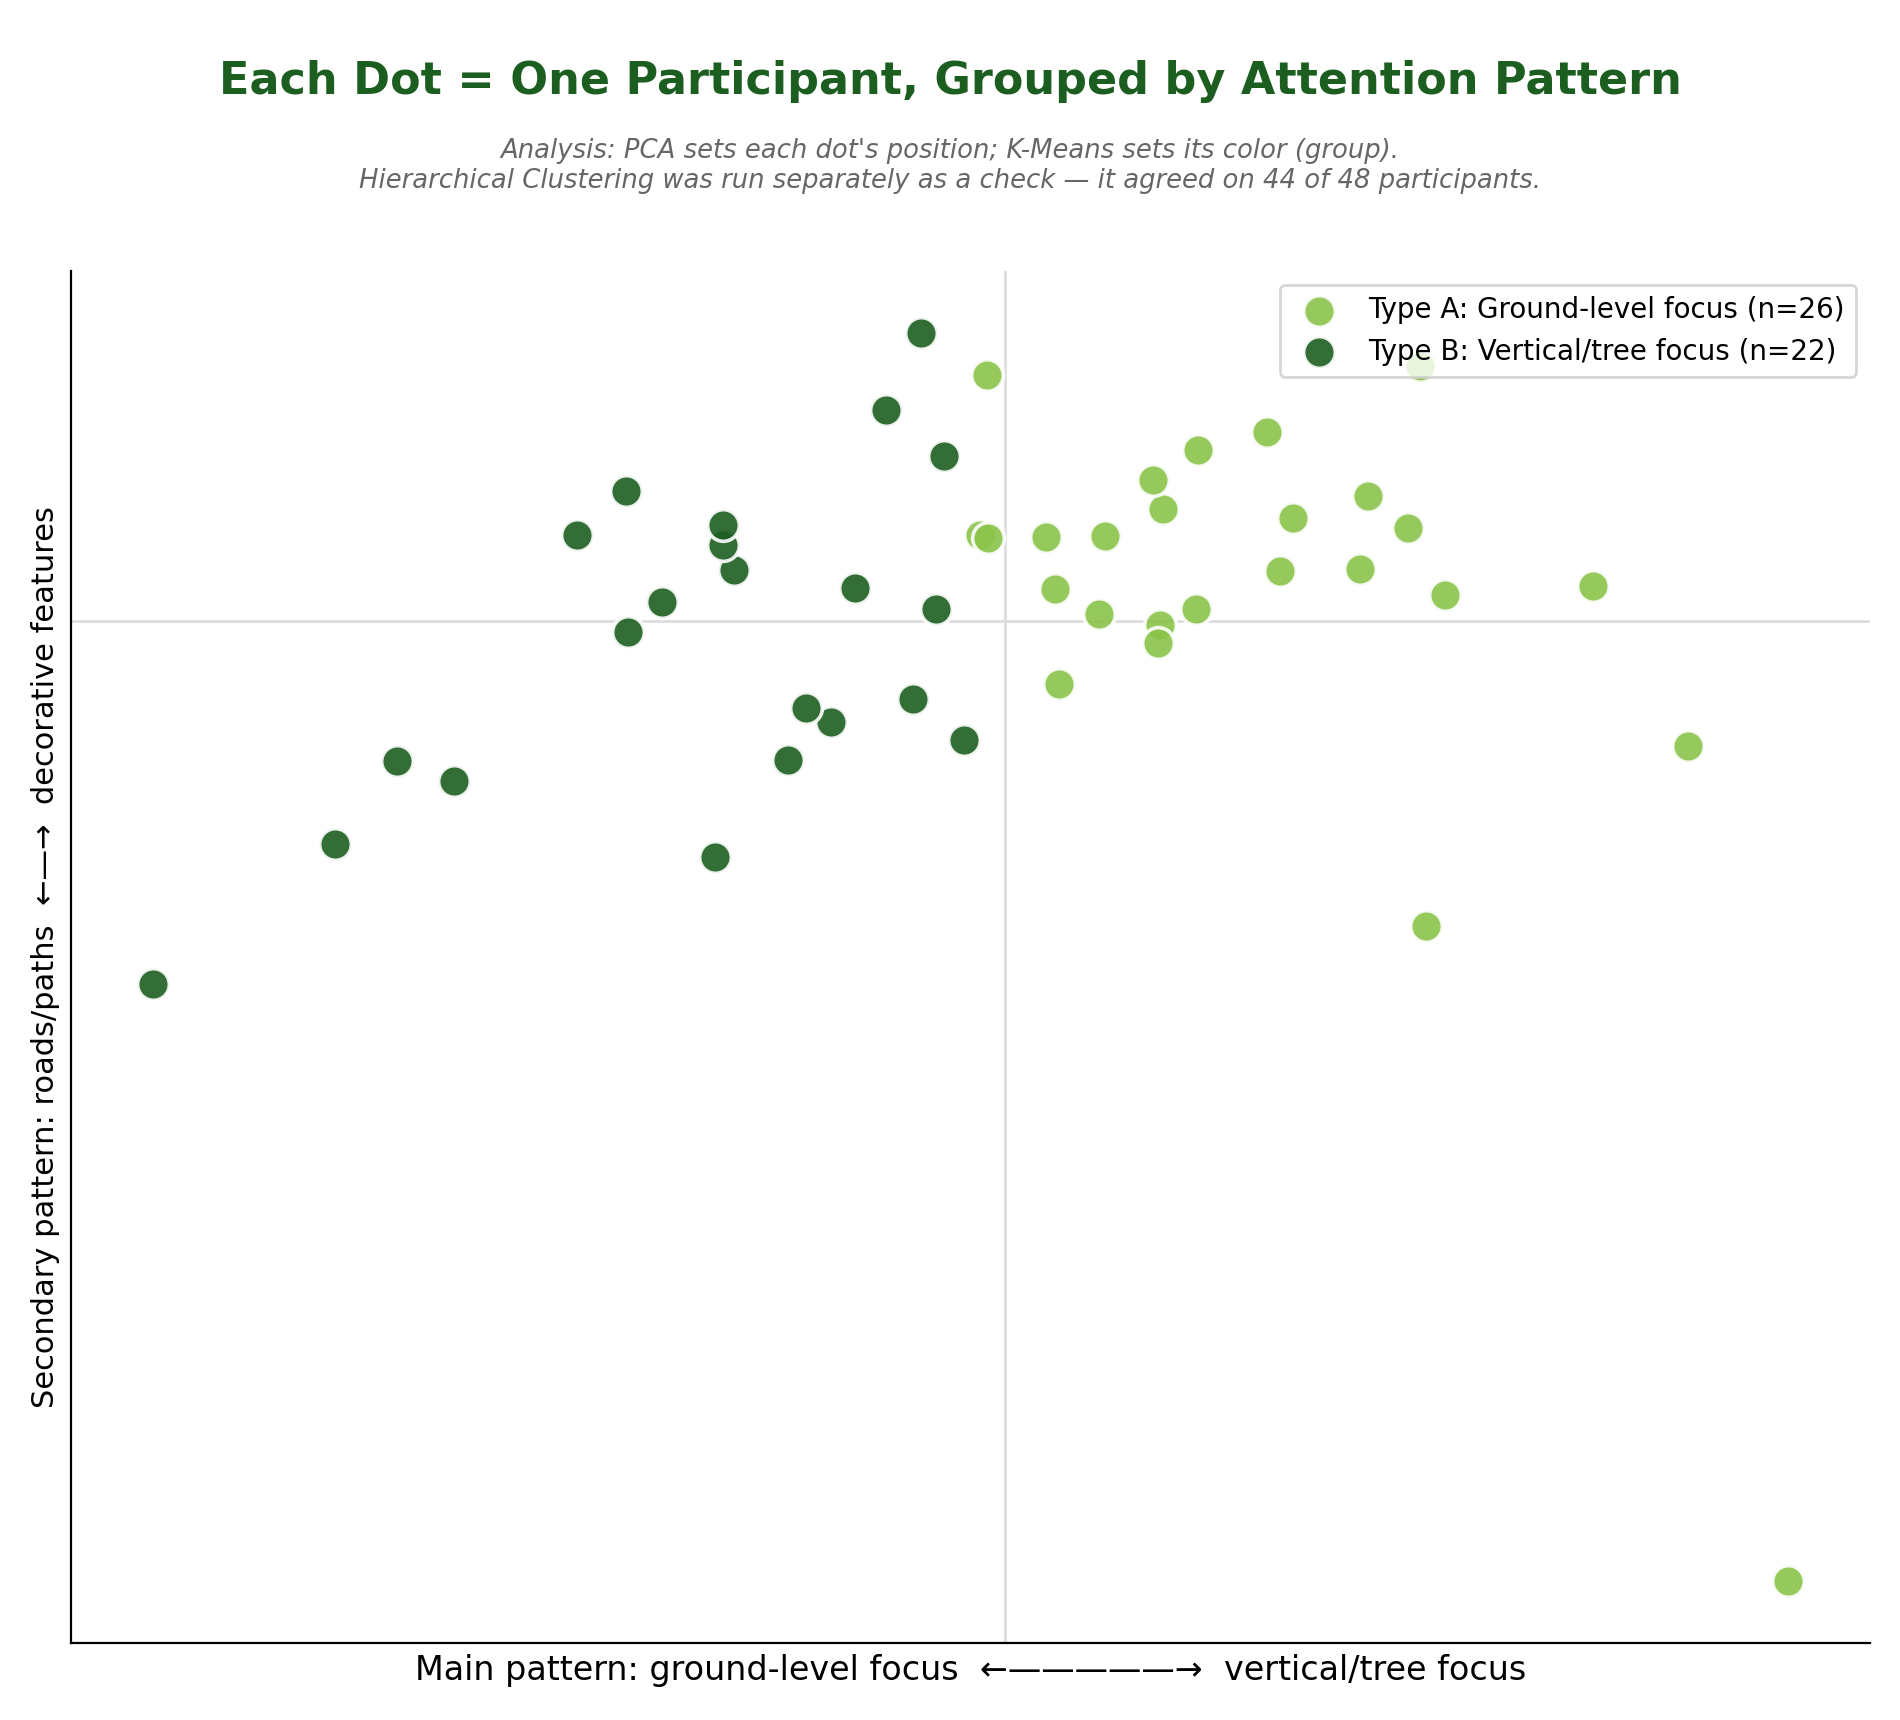 Each Dot = One Participant, Grouped by Attention Pattern
Analysis: PCA sets each dot's position; K-Means sets its color (group).
Hierarchical Clustering was run separately as a check — it agreed on 44 of 48 participants.
Type A: Ground-level focus (n=26)
Type B: Vertical/tree focus (n=22)
Secondary pattern: roads/paths ←—→ decorative features
Main pattern: ground-level focus ←—————→ vertical/tree focus